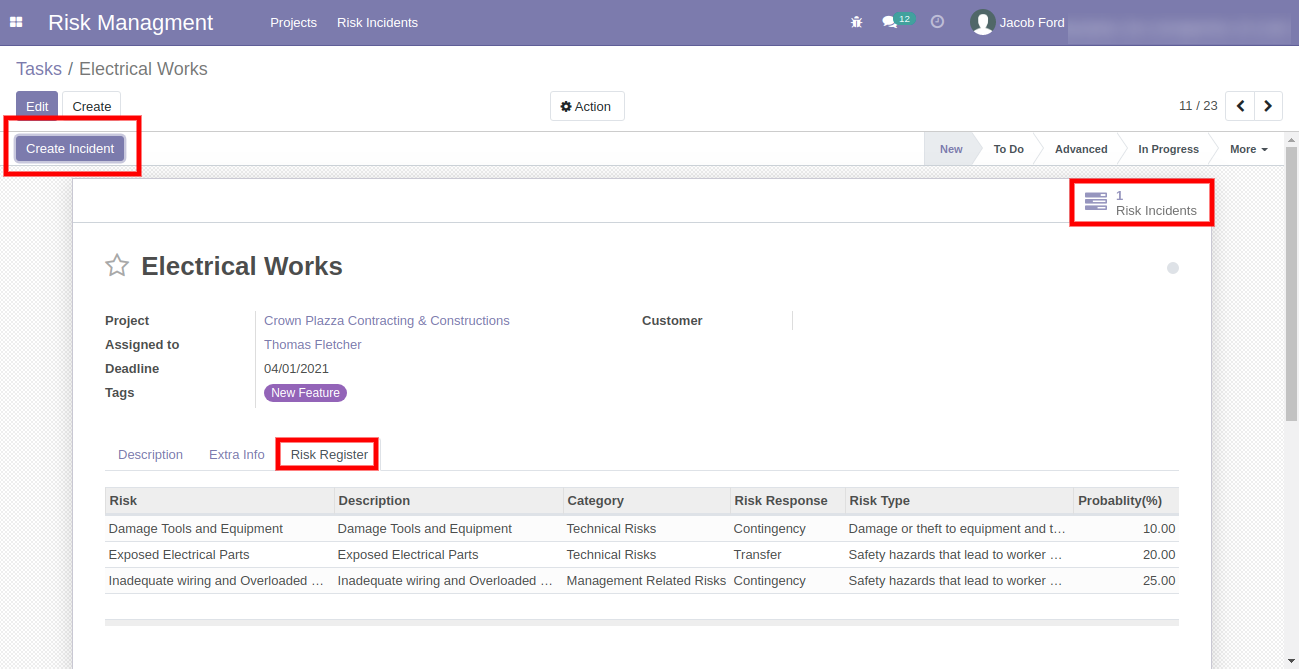 Risk Managment Projects Risk Incidents 12 Jacob Ford
Tasks / Electrical Works
Edit Create Action 11 / 23
Create Incident New To Do Advanced In Progress More
1
Risk Incidents
Electrical Works
Project Crown Plazza Contracting & Constructions Customer
Assigned to Thomas Fletcher
Deadline 04/01/2021
Tags New Feature
Description Extra Info Risk Register
Risk Description Category Risk Response Risk Type Probablity(%)
Damage Tools and Equipment Damage Tools and Equipment Technical Risks Contingency Damage or theft to equipment and t… 10.00
Exposed Electrical Parts Exposed Electrical Parts Technical Risks Transfer Safety hazards that lead to worker … 20.00
Inadequate wiring and Overloaded … Inadequate wiring and Overloaded … Management Related Risks Contingency Safety hazards that lead to worker … 25.00